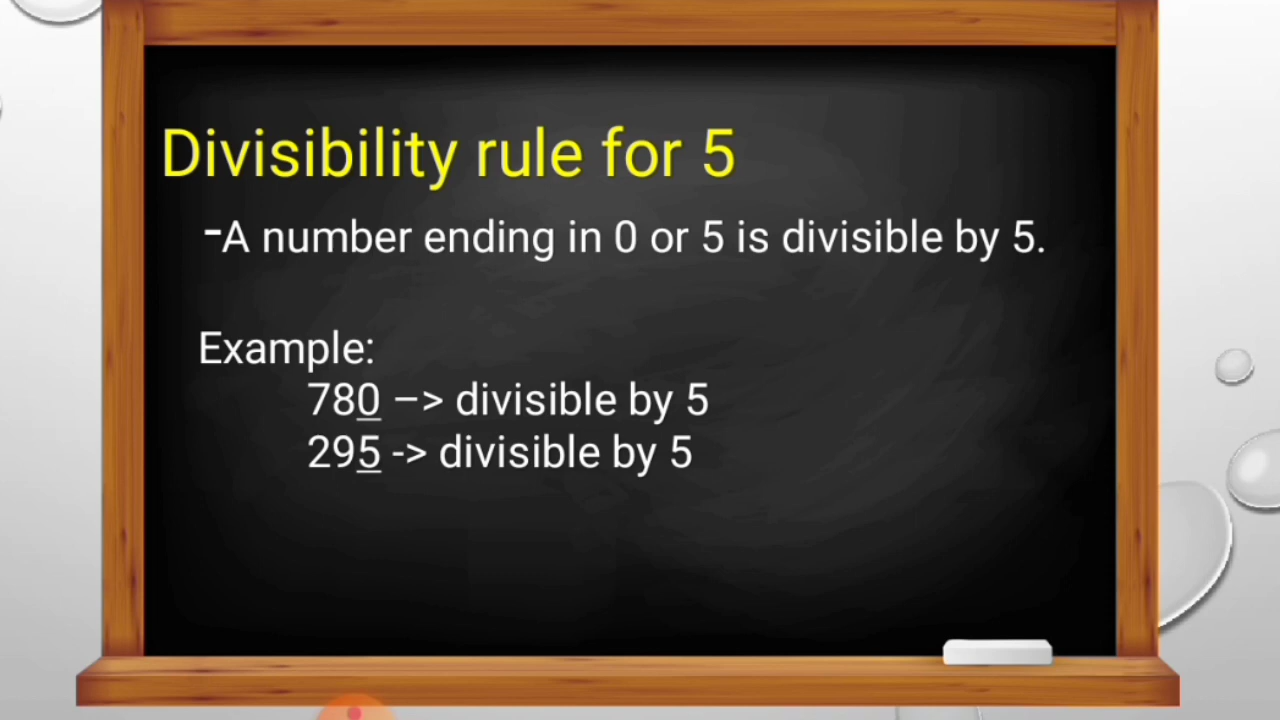 Divisibility rule for 5
-A number ending in 0 or 5 is divisible by 5.
Example:
780 –> divisible by 5
295 -> divisible by 5